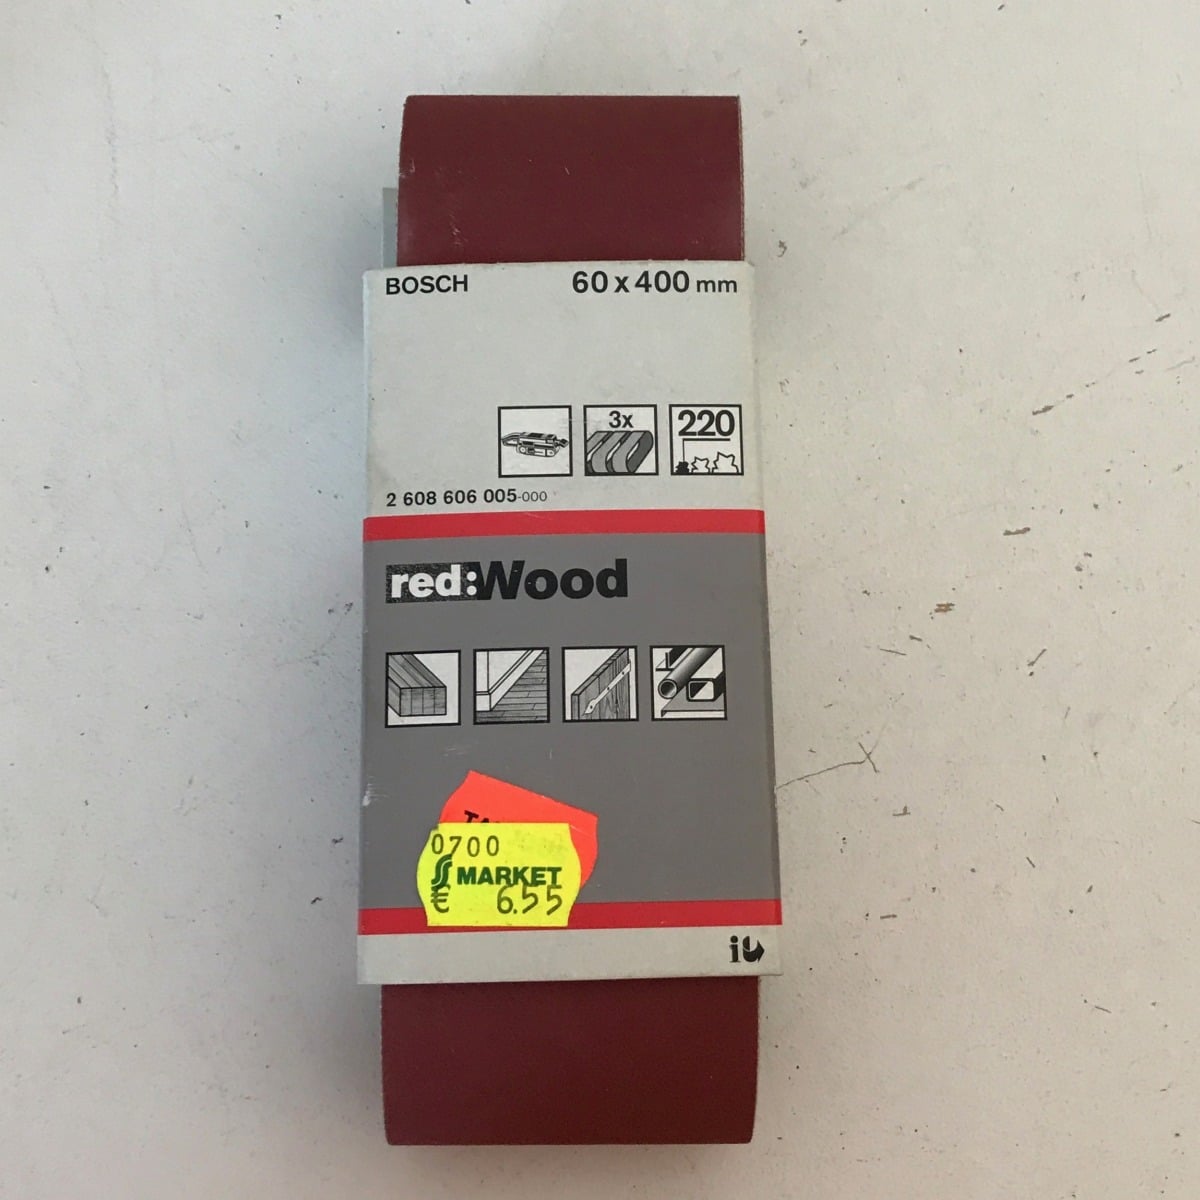 BOSCH 60 x 400 mm
3x 220
2 608 606 005-000
red:Wood
0700
MARKET
€ 6.55